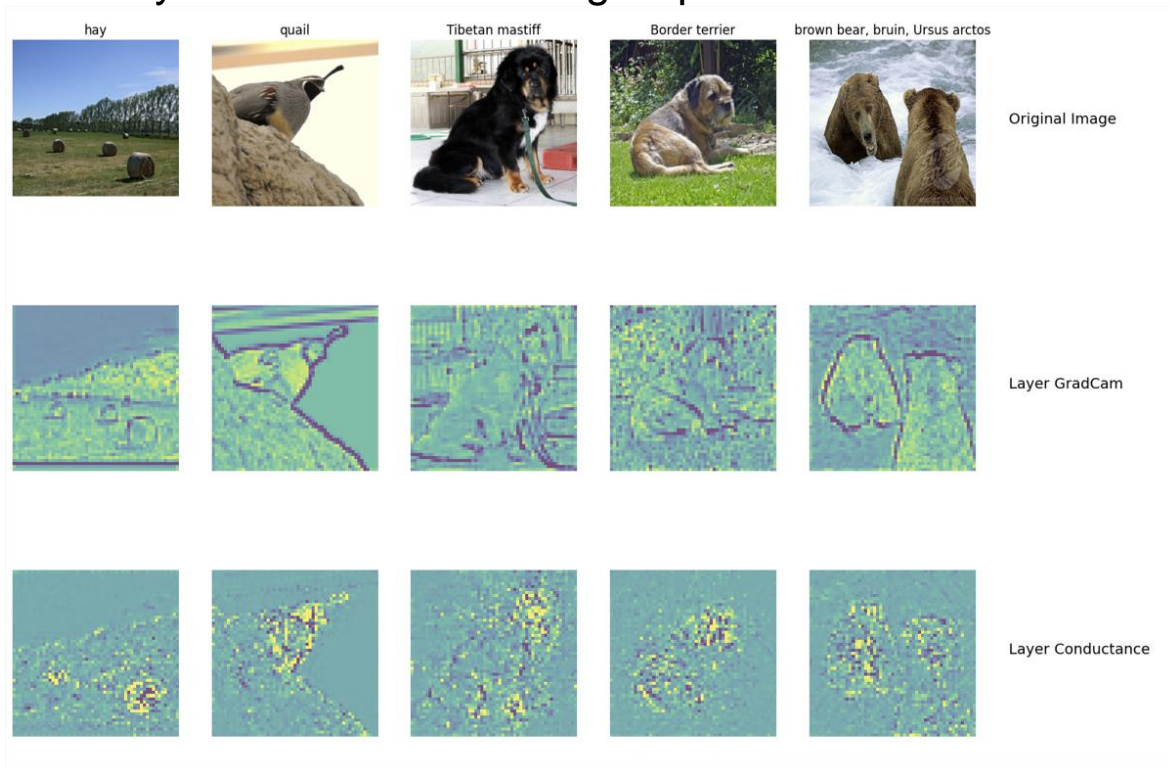 hay
quail
Tibetan mastiff
Border terrier
brown bear, bruin, Ursus arctos
Original Image
Layer GradCam
Layer Conductance